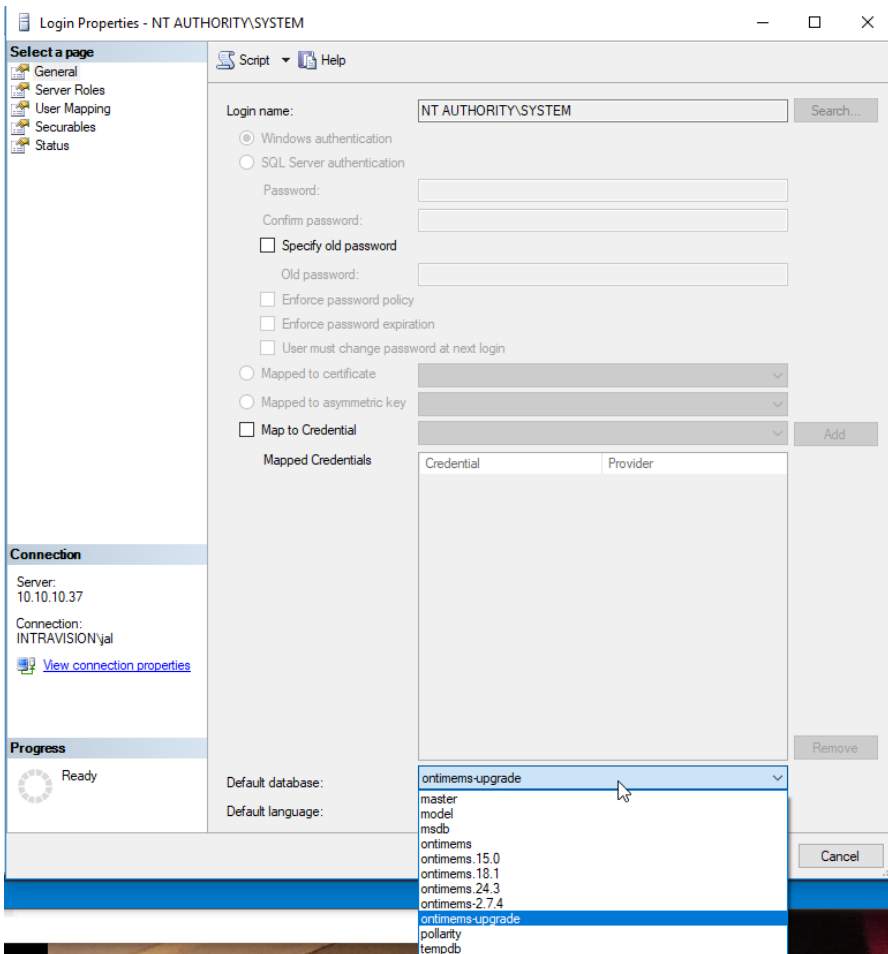 Login Properties - NT AUTHORITY\SYSTEM
Select a page
General
Server Roles
User Mapping
Securables
Status
Script
Help
Login name:
NT AUTHORITY\SYSTEM
Search...
Windows authentication
SQL Server authentication
Password:
Confirm password:
Specify old password
Old password:
Enforce password policy
Enforce password expiration
User must change password at next login
Mapped to certificate
Mapped to asymmetric key
Map to Credential
Add
Mapped Credentials
Credential Provider
Connection
Server:
10.10.10.37
Connection:
INTRAVISION\jal
View connection properties
Progress
Ready
Remove
Default database:
ontimems-upgrade
Default language:
master
model
msdb
ontimems
ontimems.15.0
ontimems.18.1
ontimems.24.3
ontimems-2.7.4
ontimems-upgrade
pollarity
tempdb
Cancel